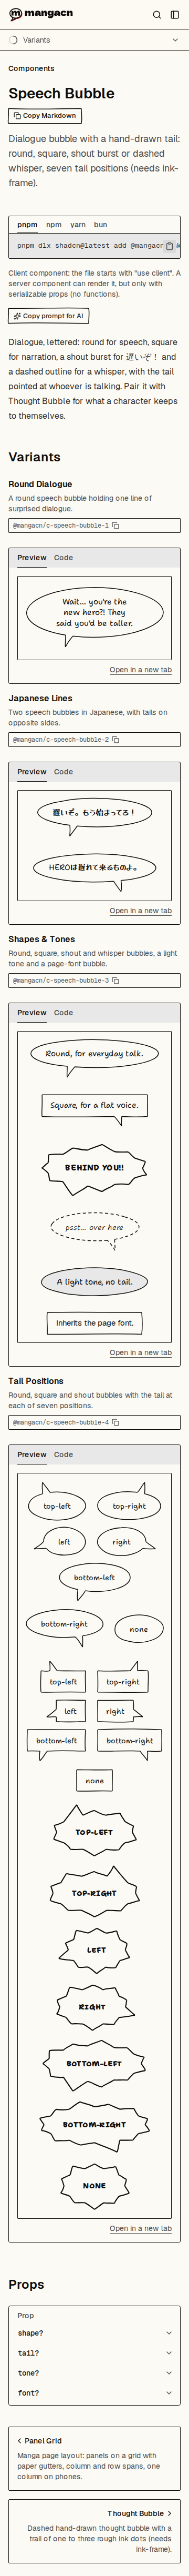 mangacn
Variants
Components
Speech Bubble
Copy Markdown
Dialogue bubble with a hand-drawn tail:
round, square, shout burst or dashed
whisper, seven tail positions (needs ink-
frame).
pnpm npm yarn bun
pnpm dlx shadcn@latest add @mangacn
Client component: the file starts with "use client". A
server component can render it, but only with
serializable props (no functions).
Copy prompt for AI
Dialogue, lettered: round for speech, square
for narration, a shout burst for 遅いぞ！ and
a dashed outline for a whisper, with the tail
pointed at whoever is talking. Pair it with
Thought Bubble for what a character keeps
to themselves.
Variants
Round Dialogue
A round speech bubble holding one line of
surprised dialogue.
@mangacn/c-speech-bubble-1
Preview Code
Wait... you're the
new hero?! They
said you'd be taller.
Open in a new tab
Japanese Lines
Two speech bubbles in Japanese, with tails on
opposite sides.
@mangacn/c-speech-bubble-2
Preview Code
遅いぞ。もう始まってる！
HEROは遅れて来るものよ。
Open in a new tab
Shapes & Tones
Round, square, shout and whisper bubbles, a light
tone and a page-font bubble.
@mangacn/c-speech-bubble-3
Preview Code
Round, for everyday talk.
Square, for a flat voice.
BEHIND YOU!!
psst... over here
A light tone, no tail.
Inherits the page font.
Open in a new tab
Tail Positions
Round, square and shout bubbles with the tail at
each of seven positions.
@mangacn/c-speech-bubble-4
Preview Code
top-left top-right
left right
bottom-left
bottom-right none
top-left top-right
left right
bottom-left bottom-right
none
TOP-LEFT
TOP-RIGHT
LEFT
RIGHT
BOTTOM-LEFT
BOTTOM-RIGHT
NONE
Open in a new tab
Props
Prop
shape?
tail?
tone?
font?
Panel Grid
Manga page layout: panels on a grid with
paper gutters, column and row spans, one
column on phones.
Thought Bubble
Dashed hand-drawn thought bubble with a
trail of one to three rough ink dots (needs
ink-frame).